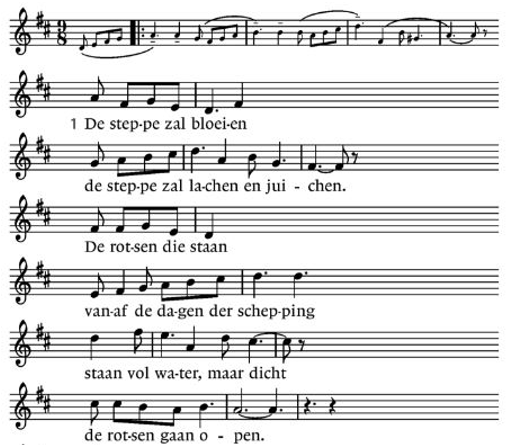 9
8
1 De step-pe zal bloei-en
de step-pe zal la-chen en jui - chen.
De rot-sen die staan
van-af de da-gen der schep-ping
staan vol wa-ter, maar dicht
de rot-sen gaan o - pen.